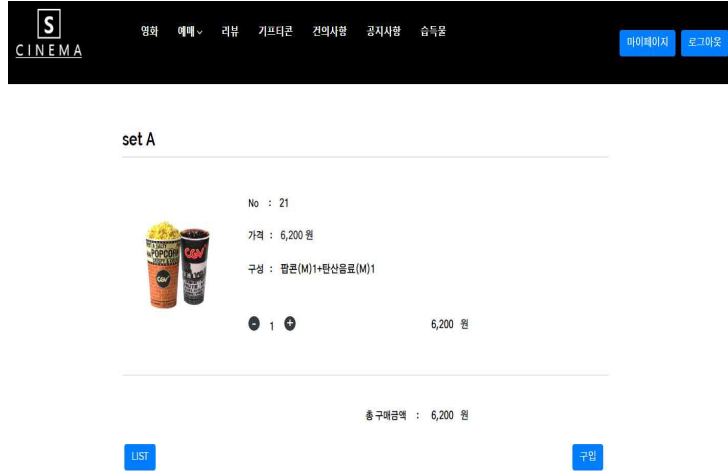 S
CINEMA
영화 예매 리뷰 기프티콘 건의사항 공지사항 습득물
마이페이지 로그아웃
set A
No : 21
가격 : 6,200 원
구성 : 팝콘(M)1+탄산음료(M)1
POPCORN
CGV
CGV
- 1 + 6,200 원
총 구매금액 : 6,200 원
LIST 구입